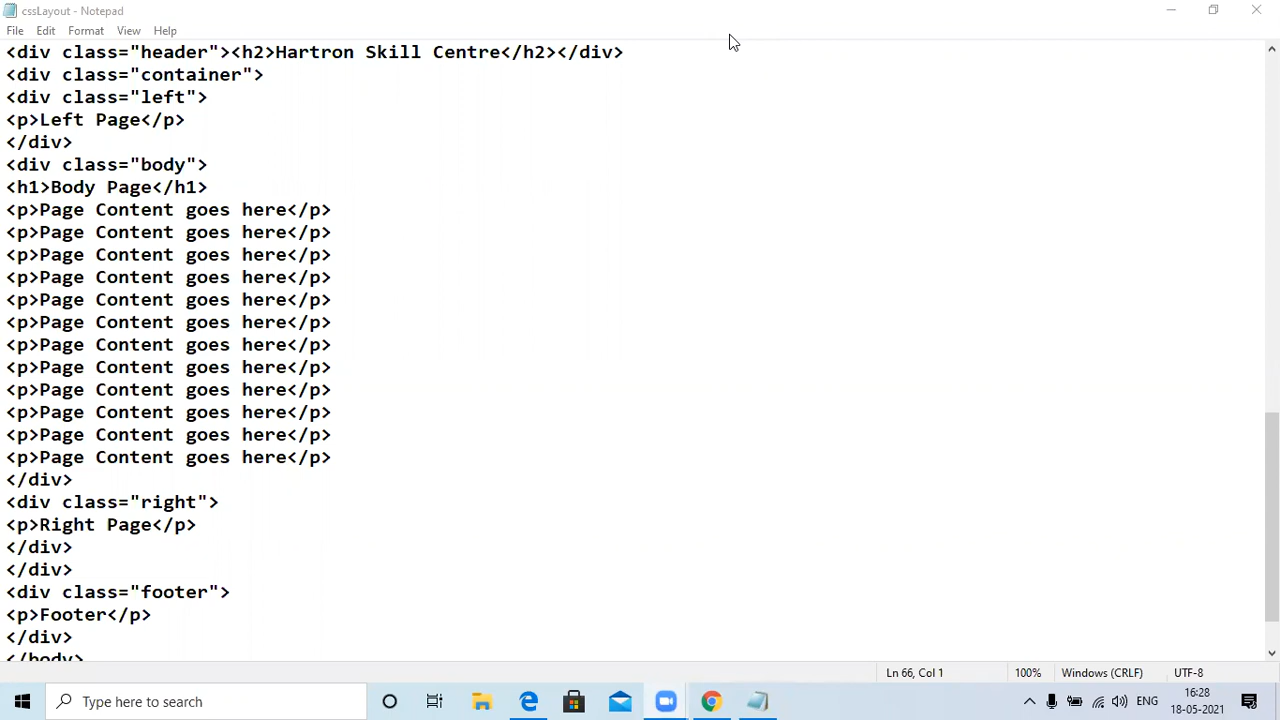 cssLayout - Notepad
File Edit Format View Help
<div class="header"><h2>Hartron Skill Centre</h2></div>
<div class="container">
<div class="left">
<p>Left Page</p>
</div>
<div class="body">
<h1>Body Page</h1>
<p>Page Content goes here</p>
<p>Page Content goes here</p>
<p>Page Content goes here</p>
<p>Page Content goes here</p>
<p>Page Content goes here</p>
<p>Page Content goes here</p>
<p>Page Content goes here</p>
<p>Page Content goes here</p>
<p>Page Content goes here</p>
<p>Page Content goes here</p>
<p>Page Content goes here</p>
<p>Page Content goes here</p>
</div>
<div class="right">
<p>Right Page</p>
</div>
</div>
<div class="footer">
<p>Footer</p>
</div>
</body>
Ln 66, Col 1 100% Windows (CRLF) UTF-8
Type here to search
ENG
16:28
18-05-2021